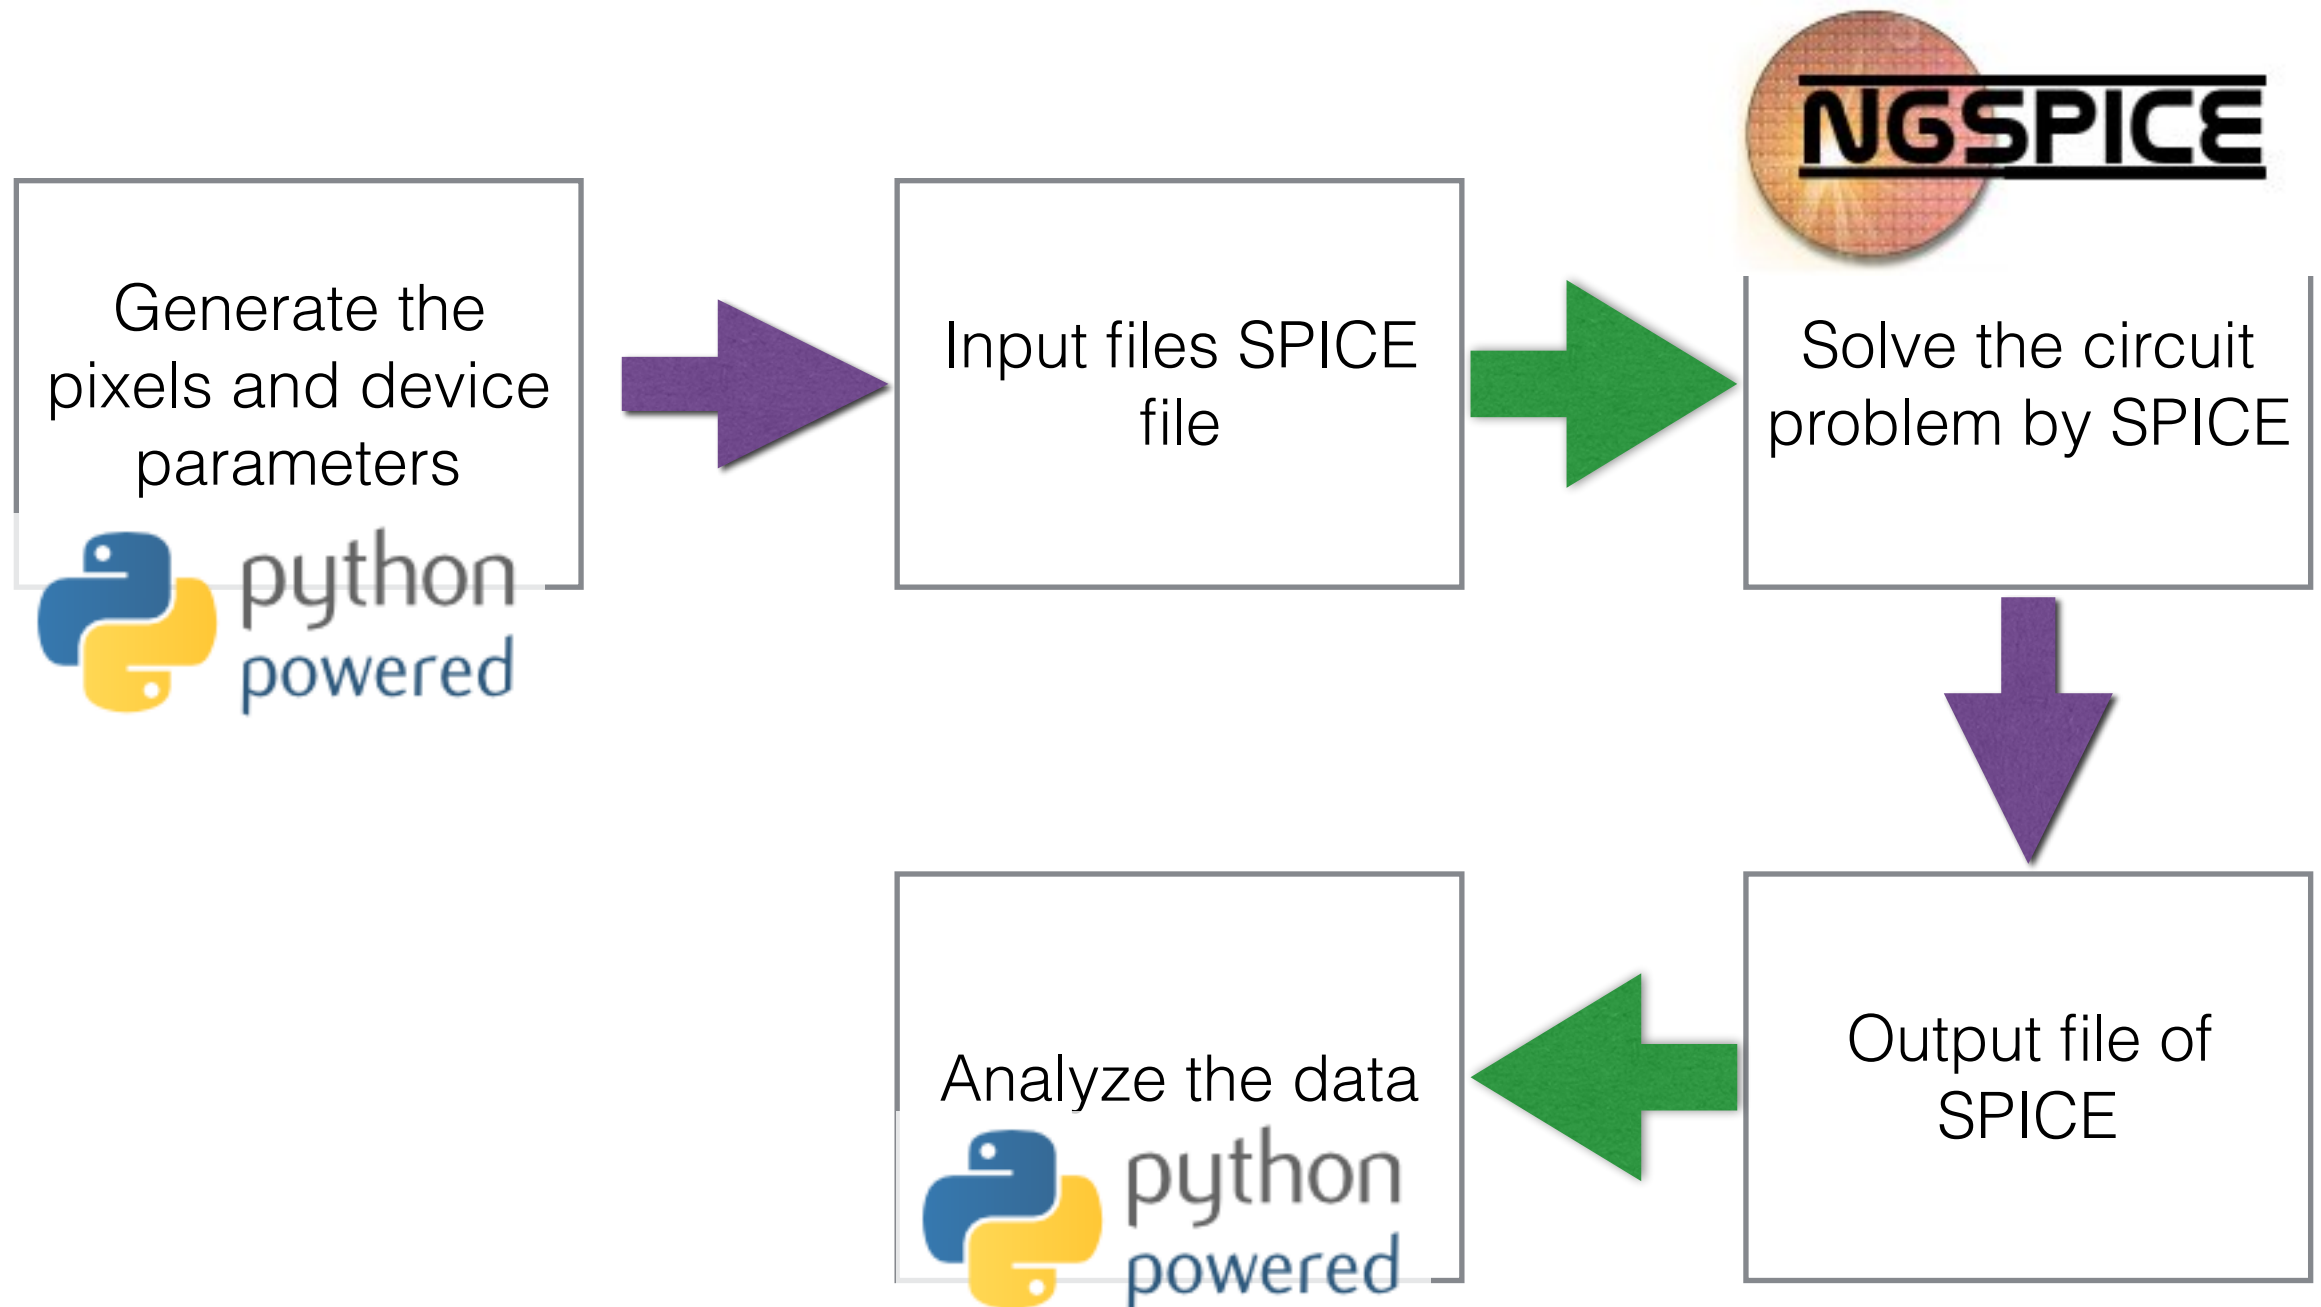 NGSPICE
Generate the
pixels and device
parameters
python
powered
Input files SPICE
file
Solve the circuit
problem by SPICE
Analyze the data
python
powered
Output file of
SPICE